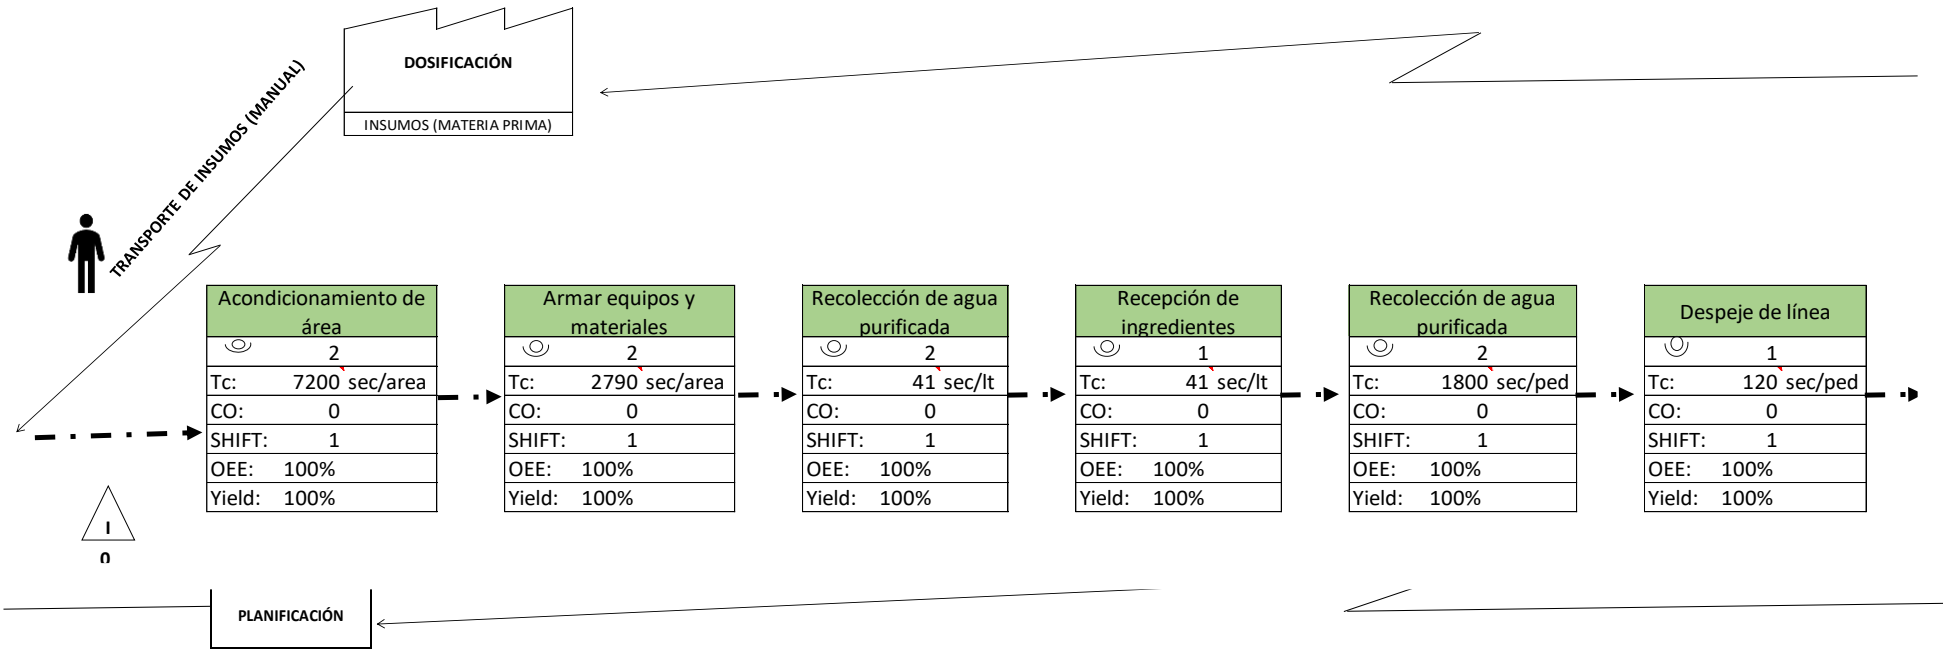 DOSIFICACIÓN
INSUMOS (MATERIA PRIMA)
TRANSPORTE DE INSUMOS (MANUAL)
Acondicionamiento de
área
2
Tc: 7200 sec/area
CO: 0
SHIFT: 1
OEE: 100%
Yield: 100%
Armar equipos y
materiales
2
Tc: 2790 sec/area
CO: 0
SHIFT: 1
OEE: 100%
Yield: 100%
Recolección de agua
purificada
2
Tc: 41 sec/lt
CO: 0
SHIFT: 1
OEE: 100%
Yield: 100%
Recepción de
ingredientes
1
Tc: 41 sec/lt
CO: 0
SHIFT: 1
OEE: 100%
Yield: 100%
Recolección de agua
purificada
2
Tc: 1800 sec/ped
CO: 0
SHIFT: 1
OEE: 100%
Yield: 100%
Despeje de línea
1
Tc: 120 sec/ped
CO: 0
SHIFT: 1
OEE: 100%
Yield: 100%
I
0
PLANIFICACIÓN